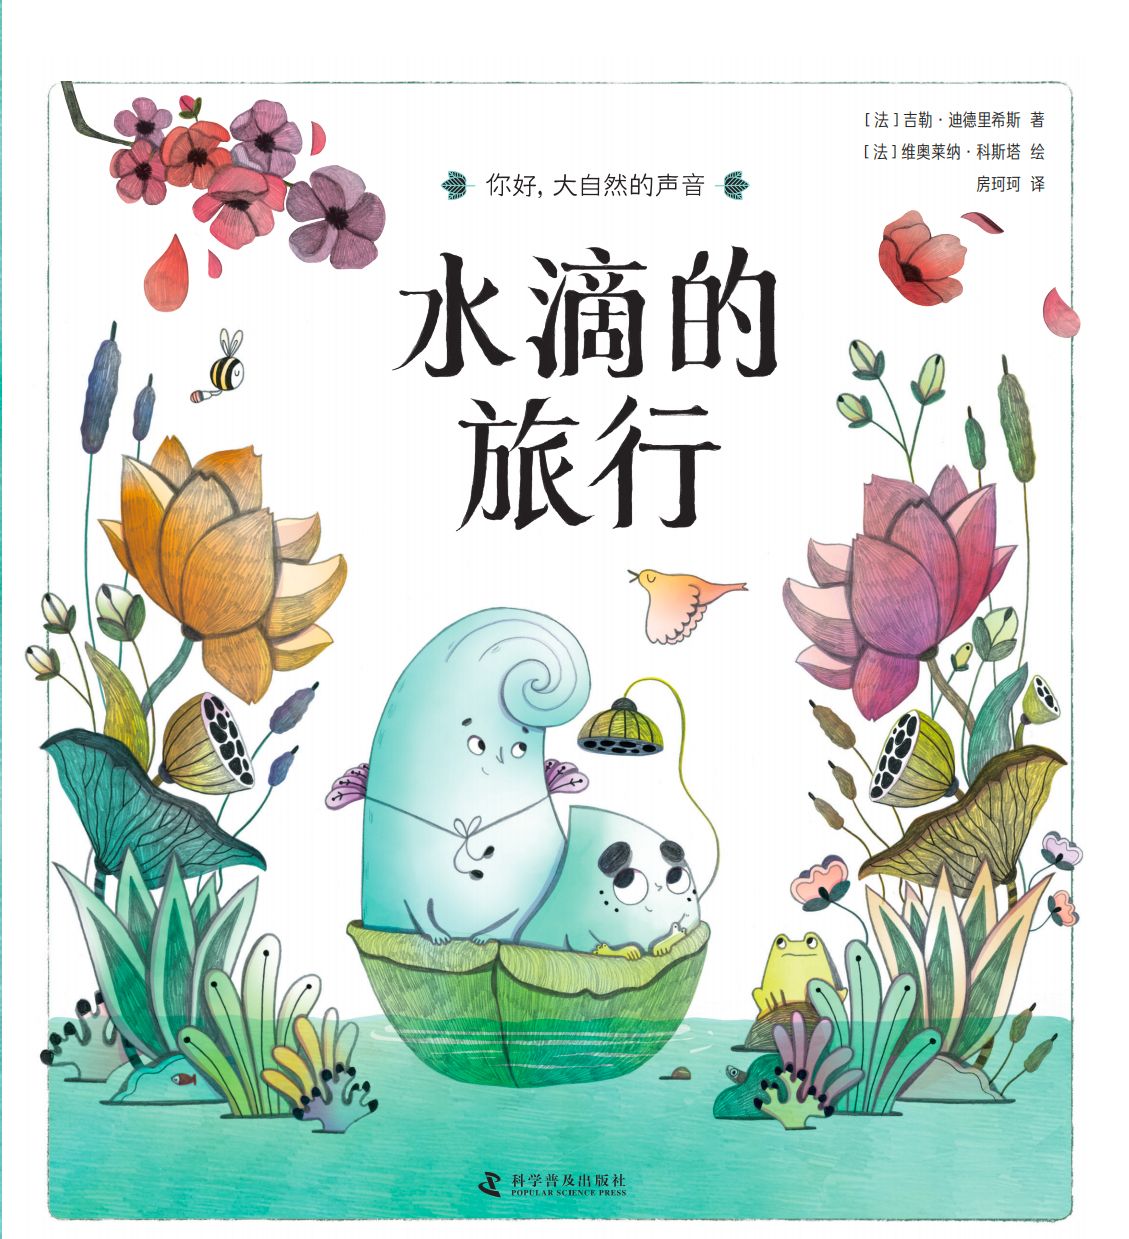 [法]吉勒·迪德里希斯 著
[法]维奥莱纳·科斯塔 绘
房珂珂 译
你好,大自然的声音
水滴的
旅行
科学普及出版社
POPULAR SCIENCE PRESS